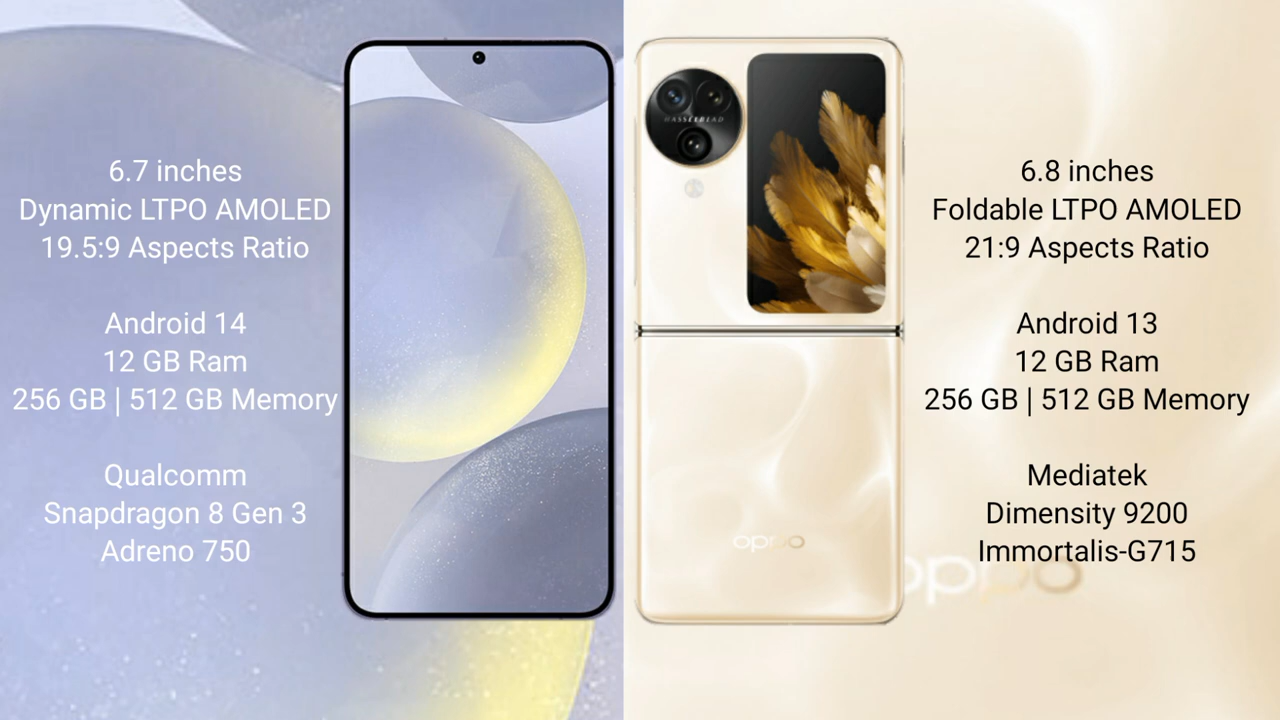 6.7 inches
Dynamic LTPO AMOLED
19.5:9 Aspects Ratio
Android 14
12 GB Ram
256 GB | 512 GB Memory
Qualcomm
Snapdragon 8 Gen 3
Adreno 750
HASSELBLAD
oppo
6.8 inches
Foldable LTPO AMOLED
21:9 Aspects Ratio
Android 13
12 GB Ram
256 GB | 512 GB Memory
Mediatek
Dimensity 9200
Immortalis-G715
oppo